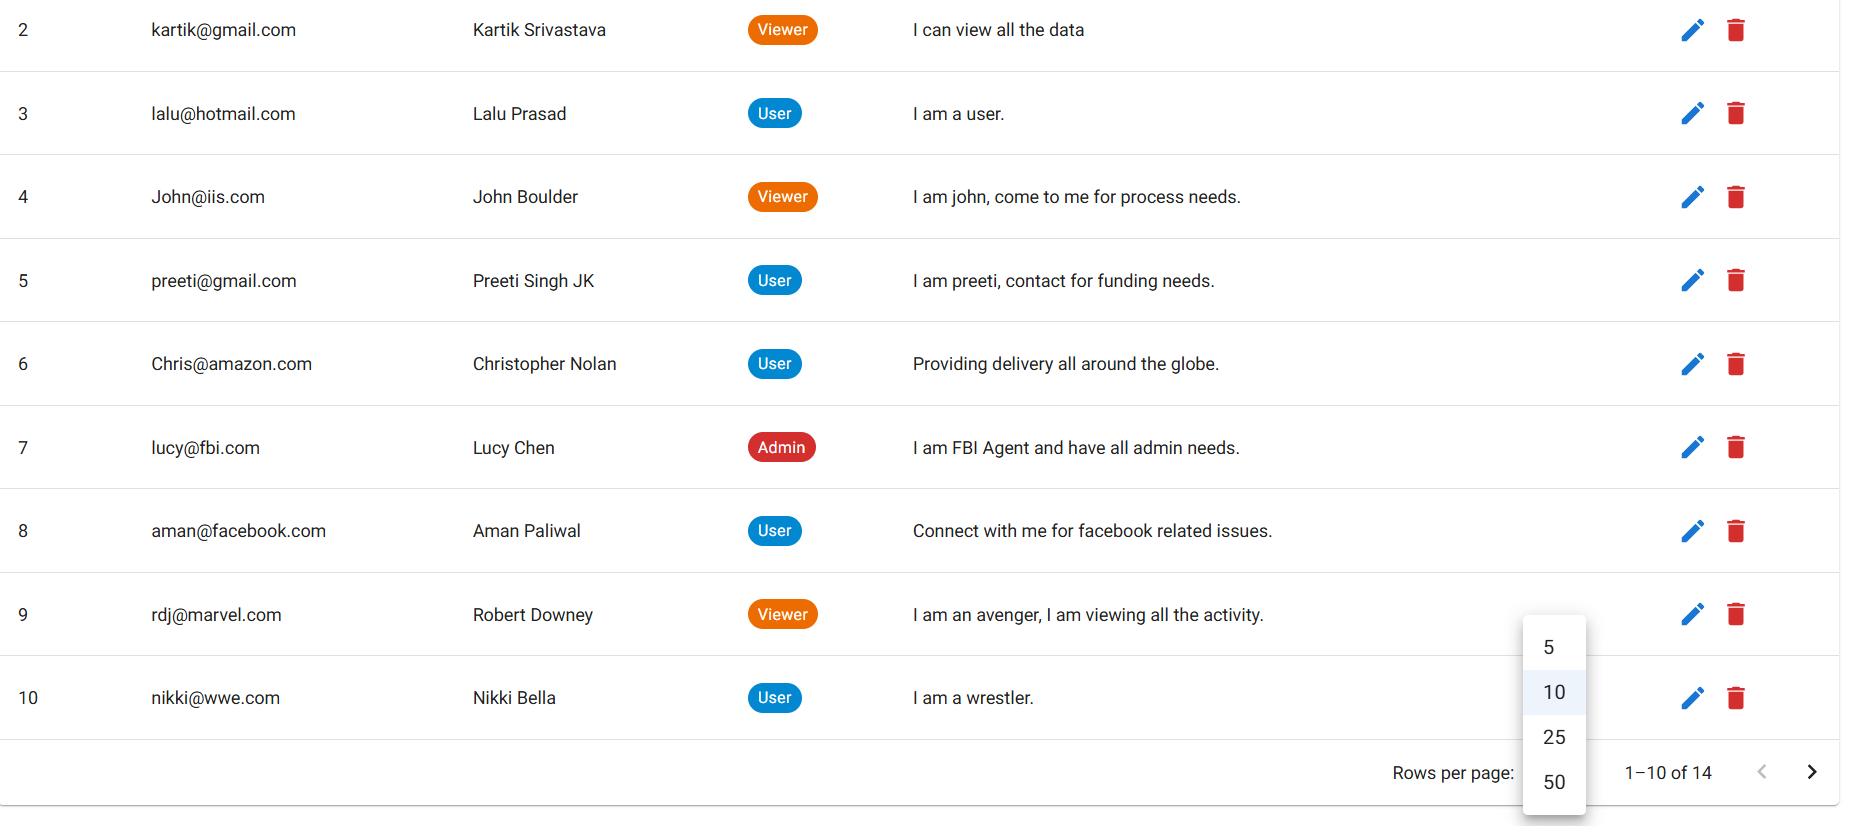 2 kartik@gmail.com Kartik Srivastava Viewer I can view all the data
3 lalu@hotmail.com Lalu Prasad User I am a user.
4 John@iis.com John Boulder Viewer I am john, come to me for process needs.
5 preeti@gmail.com Preeti Singh JK User I am preeti, contact for funding needs.
6 Chris@amazon.com Christopher Nolan User Providing delivery all around the globe.
7 lucy@fbi.com Lucy Chen Admin I am FBI Agent and have all admin needs.
8 aman@facebook.com Aman Paliwal User Connect with me for facebook related issues.
9 rdj@marvel.com Robert Downey Viewer I am an avenger, I am viewing all the activity.
10 nikki@wwe.com Nikki Bella User I am a wrestler.
Rows per page: 1–10 of 14
5
10
25
50